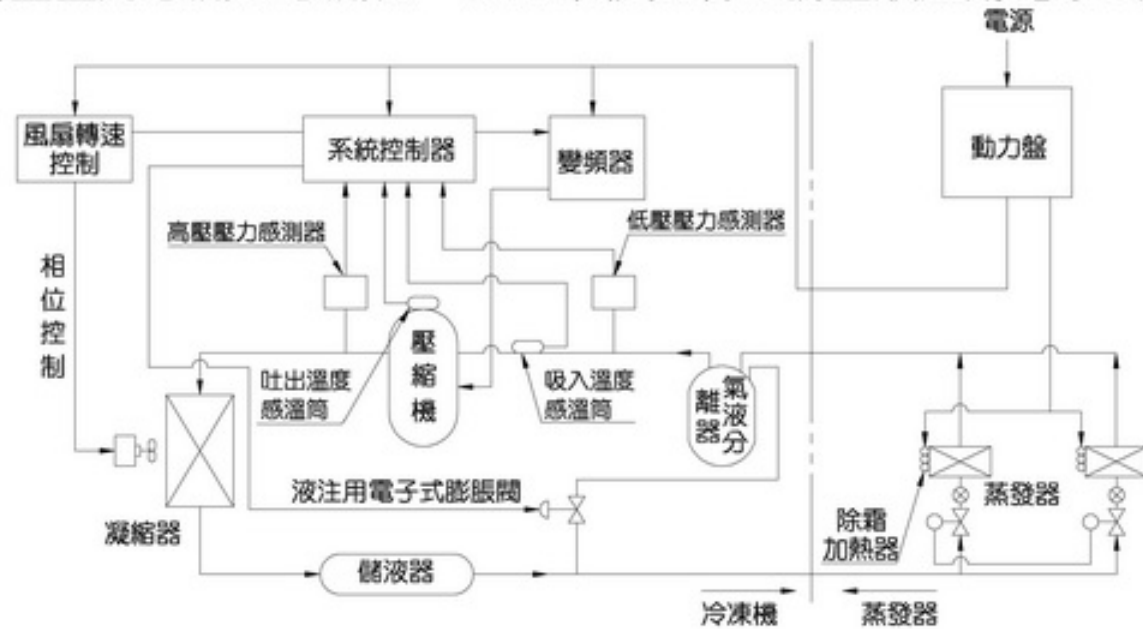 電源
風扇轉速
控制
系統控制器
變頻器
動力盤
高壓壓力感測器
低壓壓力感測器
相位控制
壓縮機
吐出溫度
感溫筒
吸入溫度
感溫筒
氣液分
離器
液注用電子式膨脹閥
蒸發器
除霜
加熱器
凝縮器
儲液器
冷凍機
蒸發器